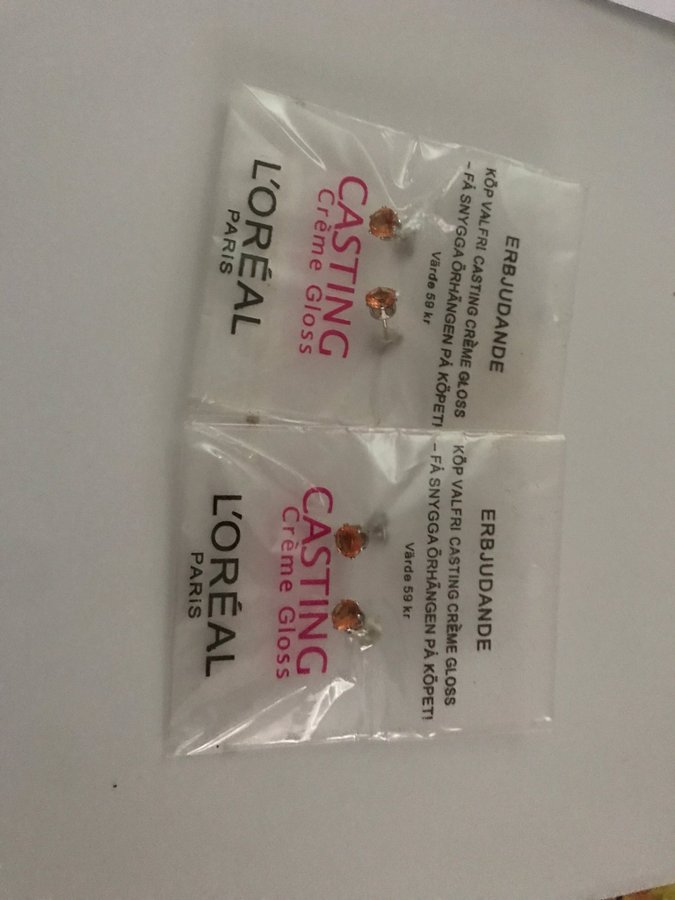 ERBJUDANDE
KÖP VALFRI CASTING CRÈME GLOSS
– FÅ SNYGGA ÖRHÄNGEN PÅ KÖPET!
Värde 59 kr
CASTING
Crème Gloss
L'ORÉAL
PARiS
ERBJUDANDE
KÖP VALFRI CASTING CRÈME GLOSS
– FÅ SNYGGA ÖRHÄNGEN PÅ KÖPET!
Värde 59 kr
CASTING
Crème Gloss
L'ORÉAL
PARiS